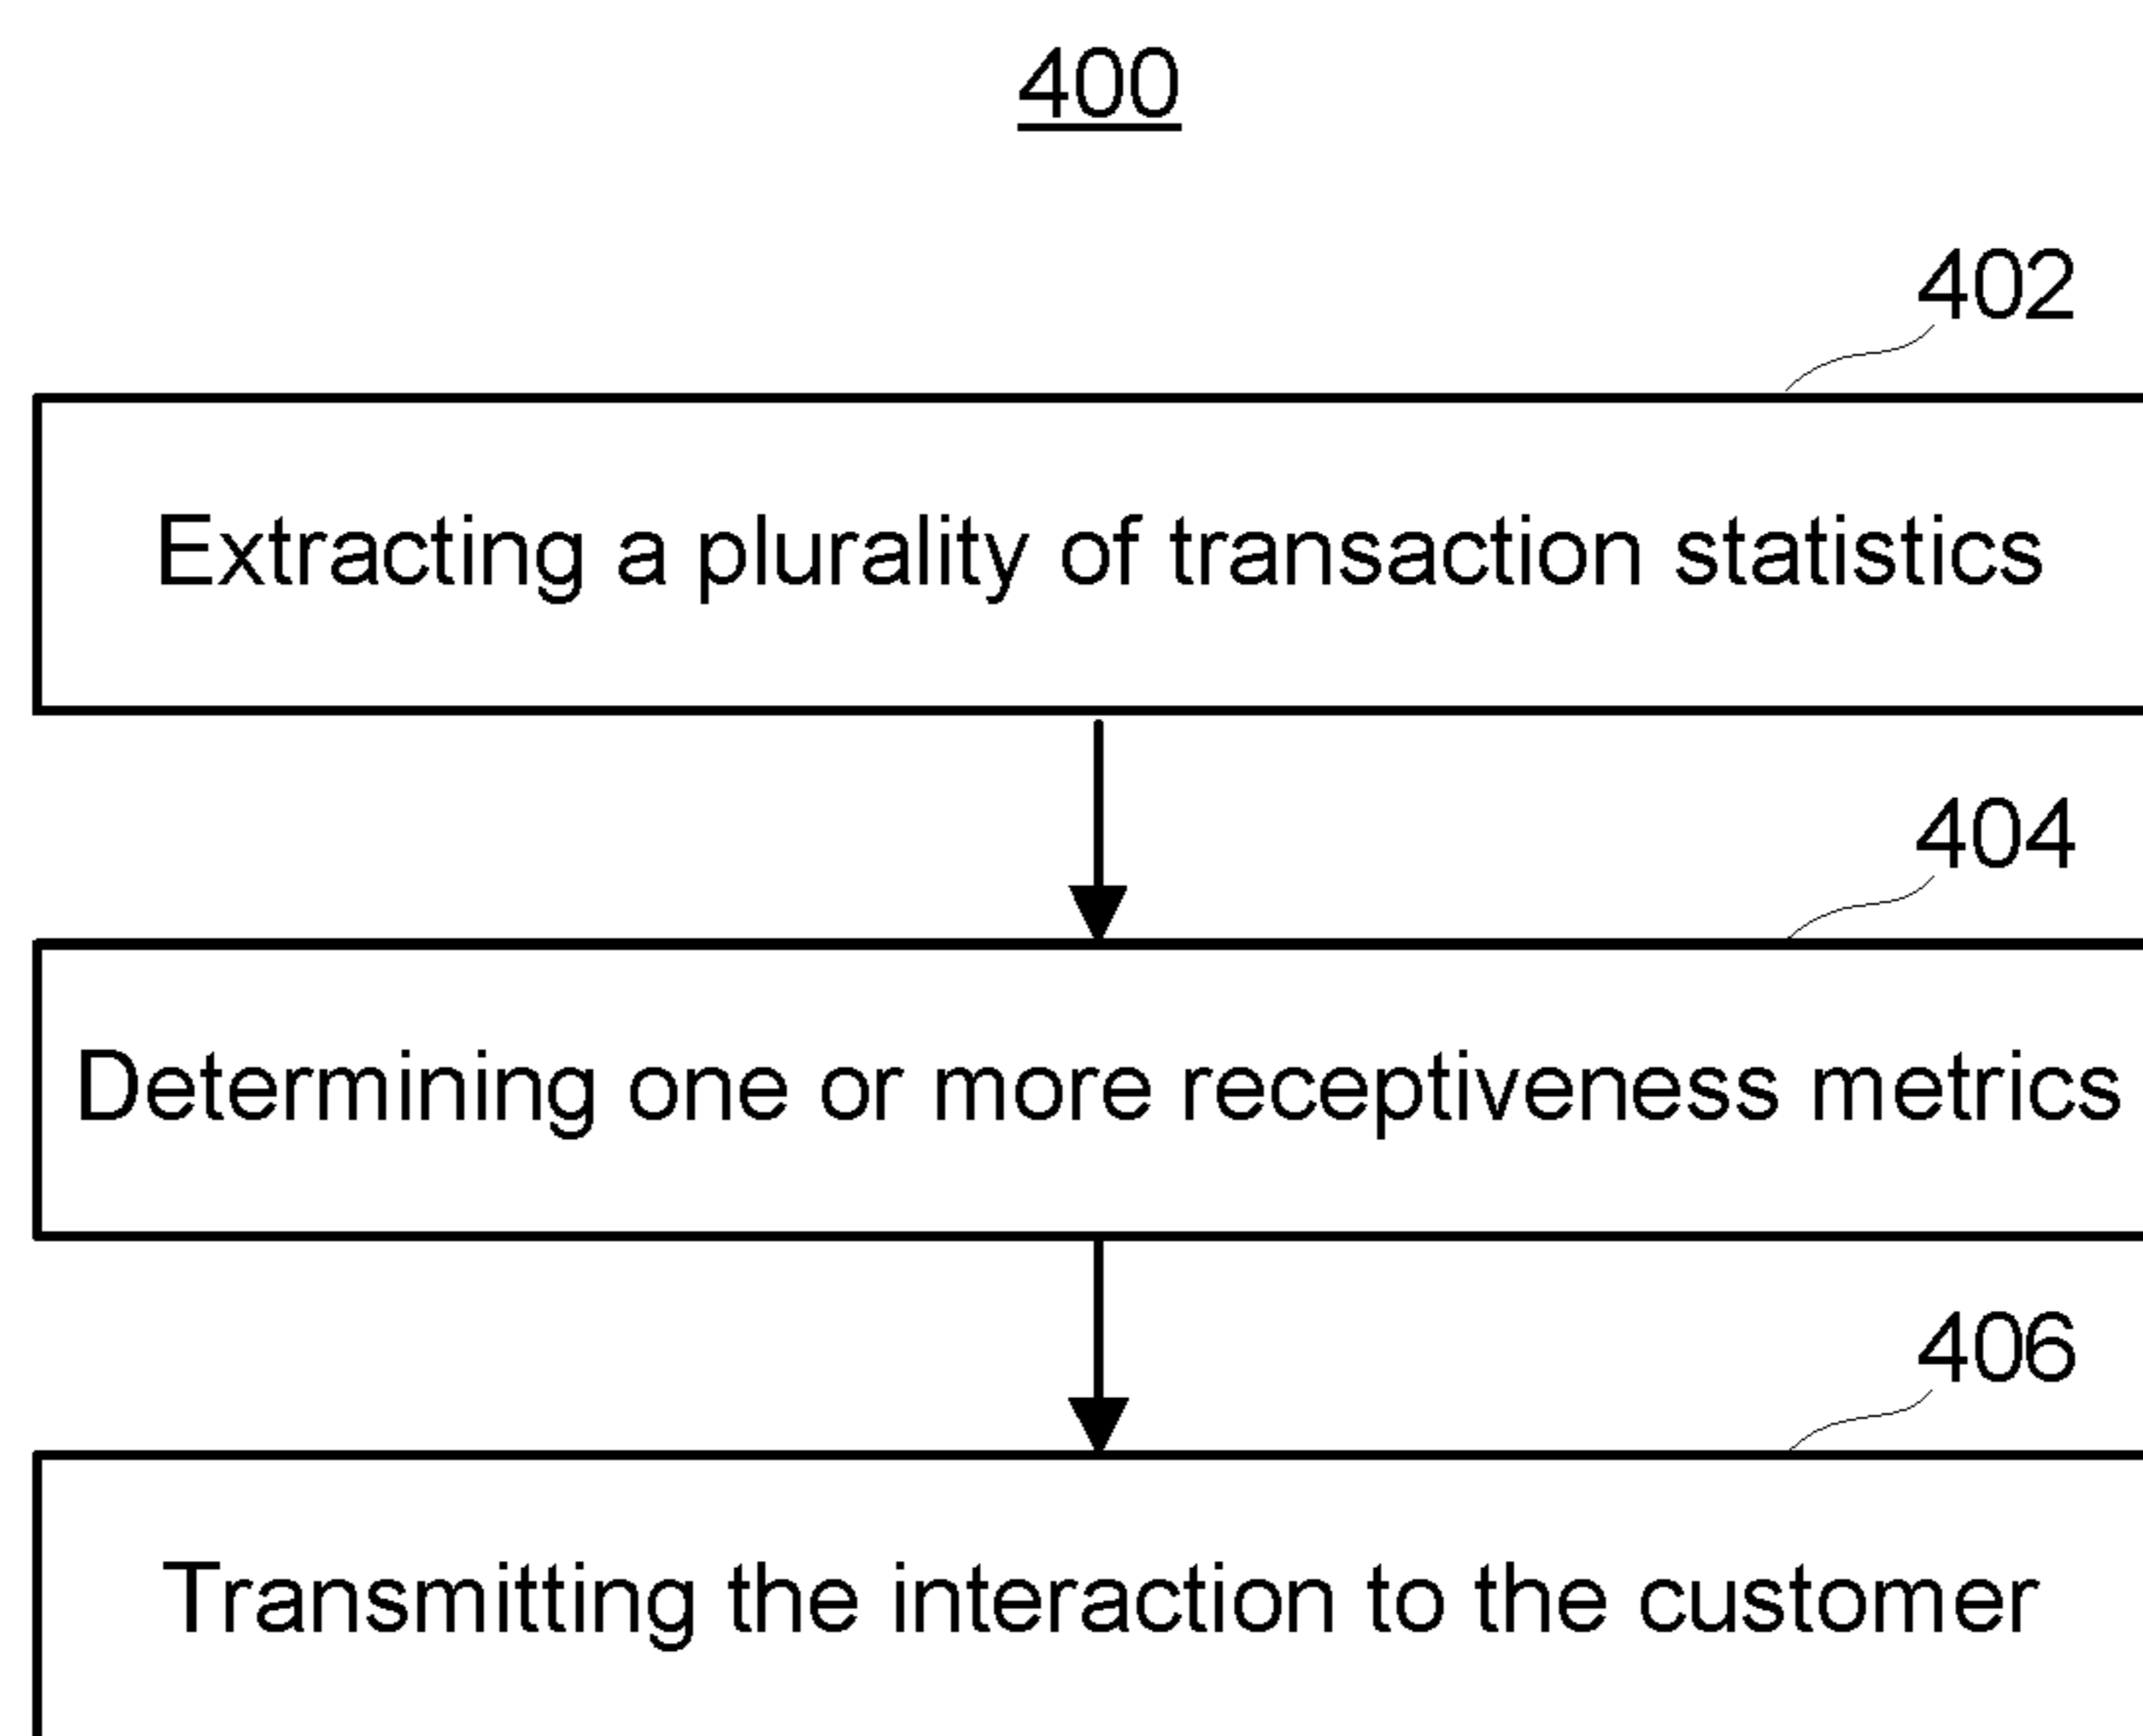 400
402
Extracting a plurality of transaction statistics
404
Determining one or more receptiveness metrics
406
Transmitting the interaction to the customer